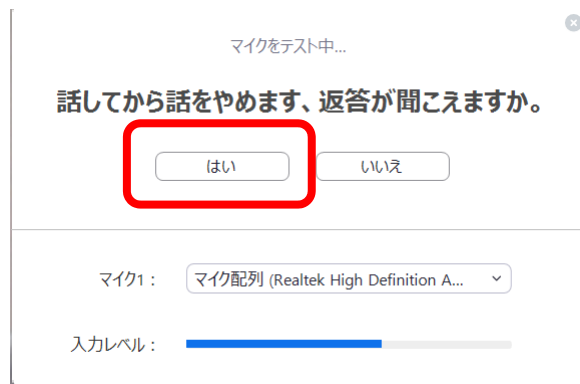 マイクをテスト中...
話してから話をやめます、返答が聞こえますか。
はい いいえ
マイク1： マイク配列 (Realtek High Definition A...
入力レベル：